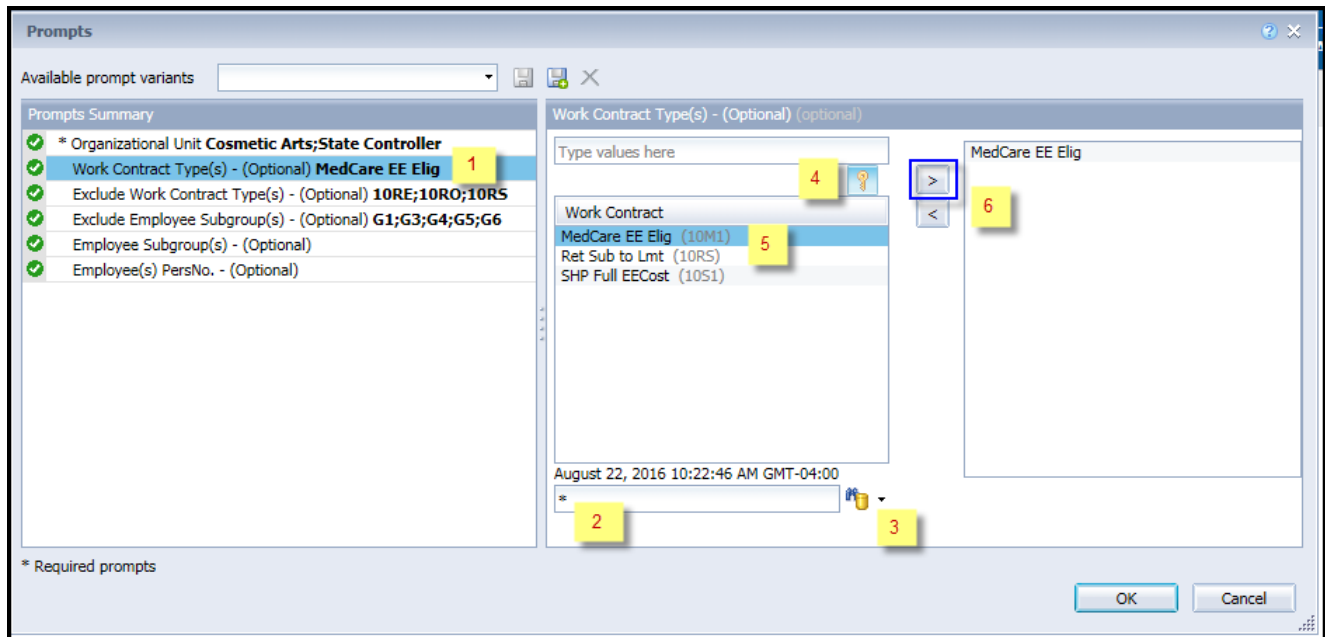 Prompts
Available prompt variants
Prompts Summary
* Organizational Unit Cosmetic Arts;State Controller
Work Contract Type(s) - (Optional) MedCare EE Elig
1
Exclude Work Contract Type(s) - (Optional) 10RE;10RO;10RS
Exclude Employee Subgroup(s) - (Optional) G1;G3;G4;G5;G6
Employee Subgroup(s) - (Optional)
Employee(s) PersNo. - (Optional)
Work Contract Type(s) - (Optional) (optional)
Type values here
4
Work Contract
MedCare EE Elig (10M1)
5
Ret Sub to Lmt (10RS)
SHP Full EECost (10S1)
August 22, 2016 10:22:46 AM GMT-04:00
*
2
3
>
<
6
MedCare EE Elig
* Required prompts
OK
Cancel